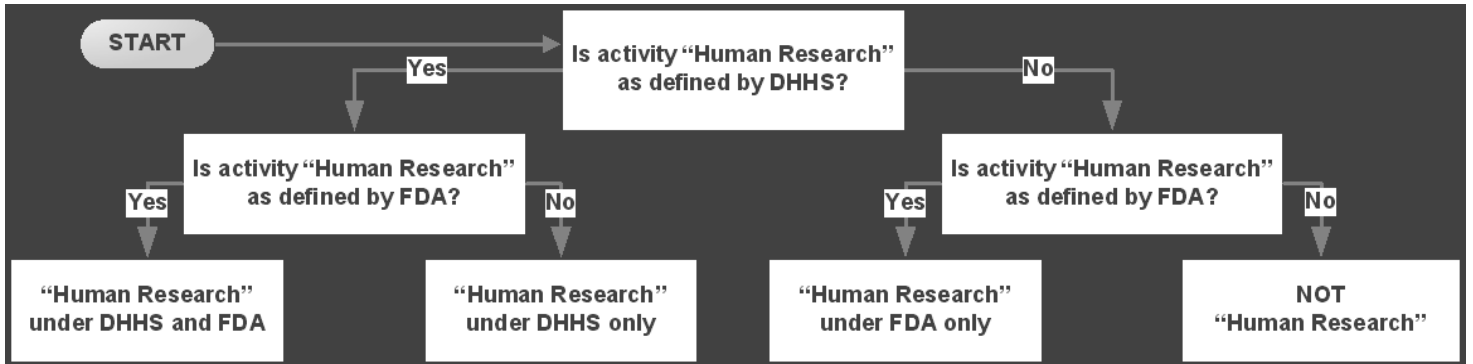 START
Is activity “Human Research”
as defined by DHHS?
Yes
No
Is activity “Human Research”
as defined by FDA?
Is activity “Human Research”
as defined by FDA?
Yes
No
Yes
No
“Human Research”
under DHHS and FDA
“Human Research”
under DHHS only
“Human Research”
under FDA only
NOT
“Human Research”